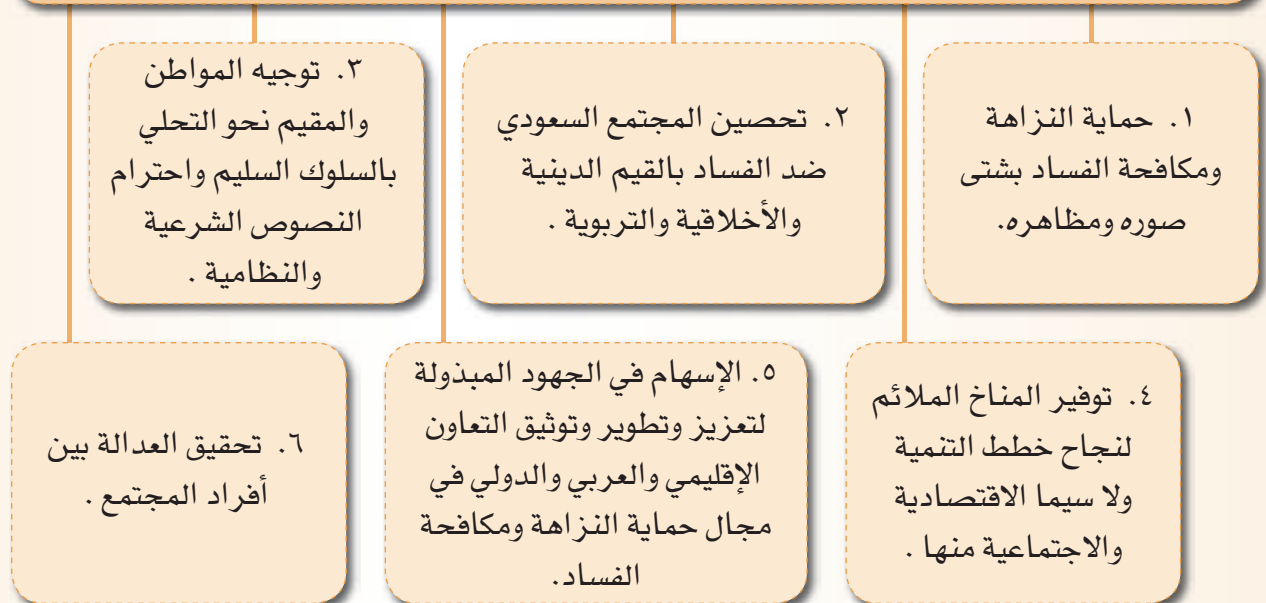 ١. حماية النزاهة
ومكافحة الفساد بشتى
صوره ومظاهره.
٢. تحصين المجتمع السعودي
ضد الفساد بالقيم الدينية
والأخلاقية والتربوية .
٣. توجيه المواطن
والمقيم نحو التحلي
بالسلوك السليم واحترام
النصوص الشرعية
والنظامية .
٤. توفير المناخ الملائم
لنجاح خطط التنمية
ولا سيما الاقتصادية
والاجتماعية منها .
٥. الإسهام في الجهود المبذولة
لتعزيز وتطوير وتوثيق التعاون
الإقليمي والعربي والدولي في
مجال حماية النزاهة ومكافحة
الفساد.
٦. تحقيق العدالة بين
أفراد المجتمع .